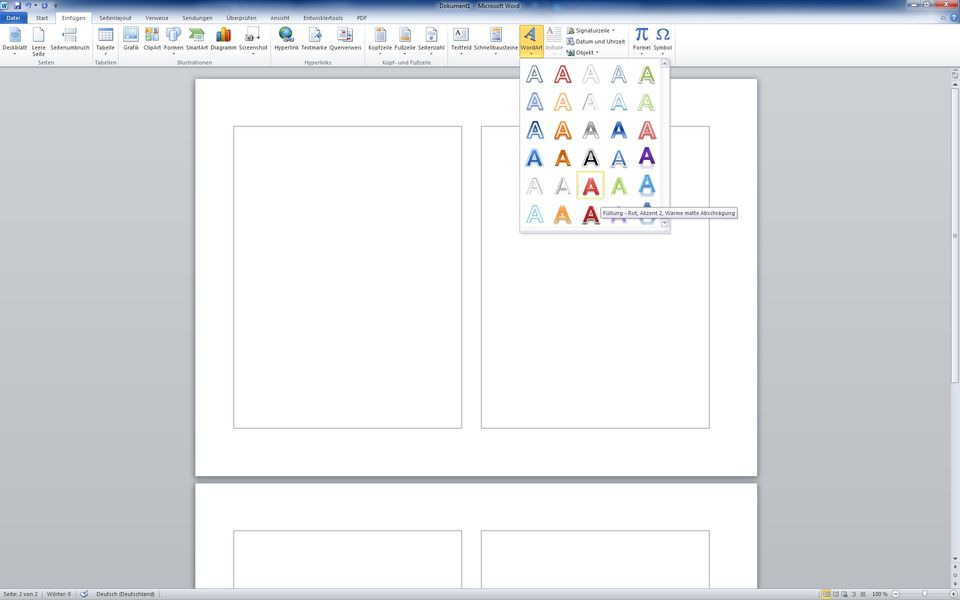 Dokument1 - Microsoft Word
Datei Start Einfügen Seitenlayout Verweise Sendungen Überprüfen Ansicht Entwicklertools PDF
Deckblatt Leere Seite Seitenumbruch Tabelle Grafik ClipArt Formen SmartArt Diagramm Screenshot Hyperlink Textmarke Querverweis Kopfzeile Fußzeile Seitenzahl Textfeld Schnellbausteine WordArt Initiale Formel Symbol
Signaturzeile
Datum und Uhrzeit
Objekt
Seiten Tabellen Illustrationen Hyperlinks Kopf- und Fußzeile
A A A A A
A A A A A
A A A A A
A A A A A
A A A A A
A A A
Füllung - Rot, Akzent 2, Warme matte Abschrägung
Seite: 2 von 2 Wörter: 0 Deutsch (Deutschland) 100 %